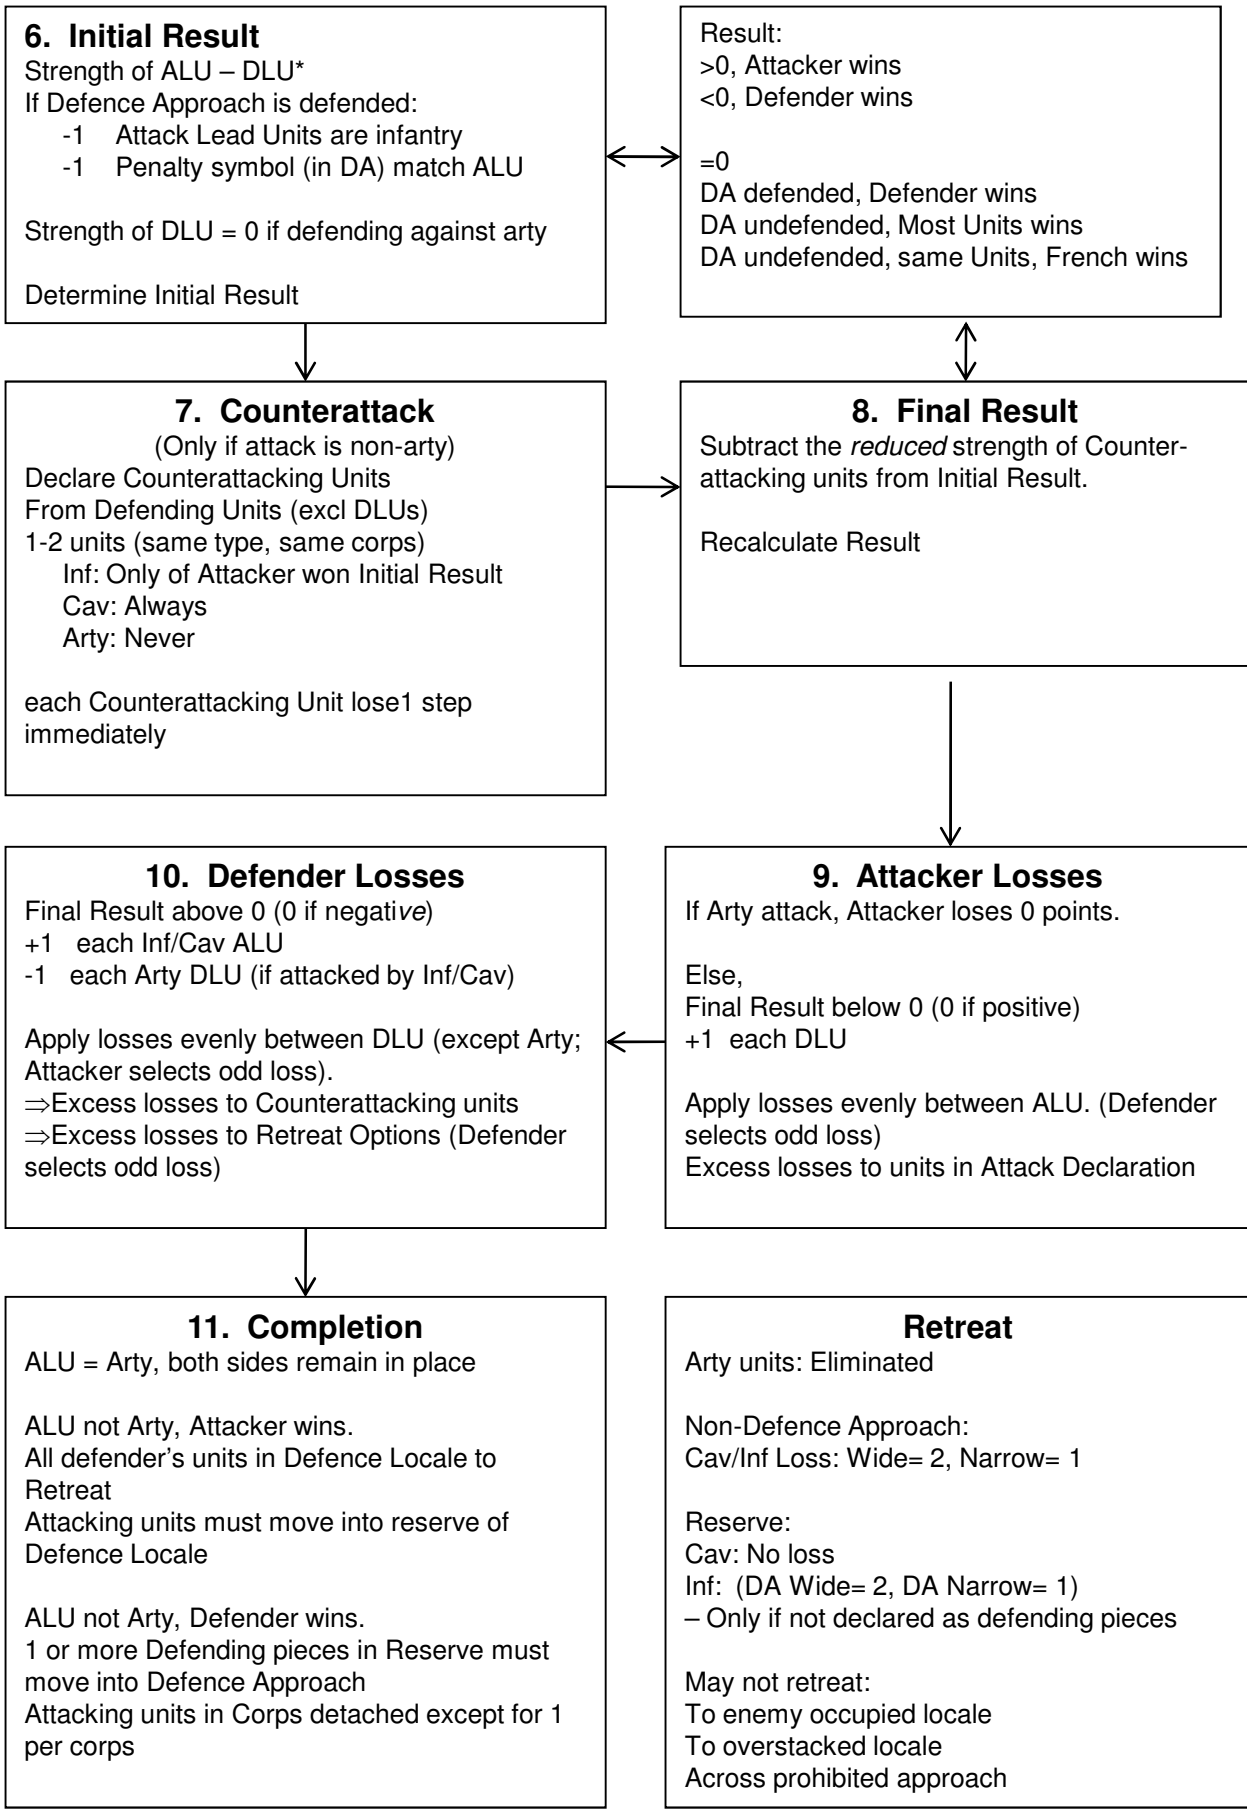 6. Initial Result
Strength of ALU – DLU*
If Defence Approach is defended:
-1 Attack Lead Units are infantry
-1 Penalty symbol (in DA) match ALU
Strength of DLU = 0 if defending against arty
Determine Initial Result
Result:
>0, Attacker wins
<0, Defender wins
=0
DA defended, Defender wins
DA undefended, Most Units wins
DA undefended, same Units, French wins
7. Counterattack
(Only if attack is non-arty)
Declare Counterattacking Units
From Defending Units (excl DLUs)
1-2 units (same type, same corps)
Inf: Only of Attacker won Initial Result
Cav: Always
Arty: Never
each Counterattacking Unit lose1 step
immediately
8. Final Result
Subtract the reduced strength of Counter-
attacking units from Initial Result.
Recalculate Result
10. Defender Losses
Final Result above 0 (0 if negative)
+1 each Inf/Cav ALU
-1 each Arty DLU (if attacked by Inf/Cav)
Apply losses evenly between DLU (except Arty;
Attacker selects odd loss).
⇒Excess losses to Counterattacking units
⇒Excess losses to Retreat Options (Defender
selects odd loss)
9. Attacker Losses
If Arty attack, Attacker loses 0 points.
Else,
Final Result below 0 (0 if positive)
+1 each DLU
Apply losses evenly between ALU. (Defender
selects odd loss)
Excess losses to units in Attack Declaration
11. Completion
ALU = Arty, both sides remain in place
ALU not Arty, Attacker wins.
All defender's units in Defence Locale to
Retreat
Attacking units must move into reserve of
Defence Locale
ALU not Arty, Defender wins.
1 or more Defending pieces in Reserve must
move into Defence Approach
Attacking units in Corps detached except for 1
per corps
Retreat
Arty units: Eliminated
Non-Defence Approach:
Cav/Inf Loss: Wide= 2, Narrow= 1
Reserve:
Cav: No loss
Inf: (DA Wide= 2, DA Narrow= 1)
– Only if not declared as defending pieces
May not retreat:
To enemy occupied locale
To overstacked locale
Across prohibited approach